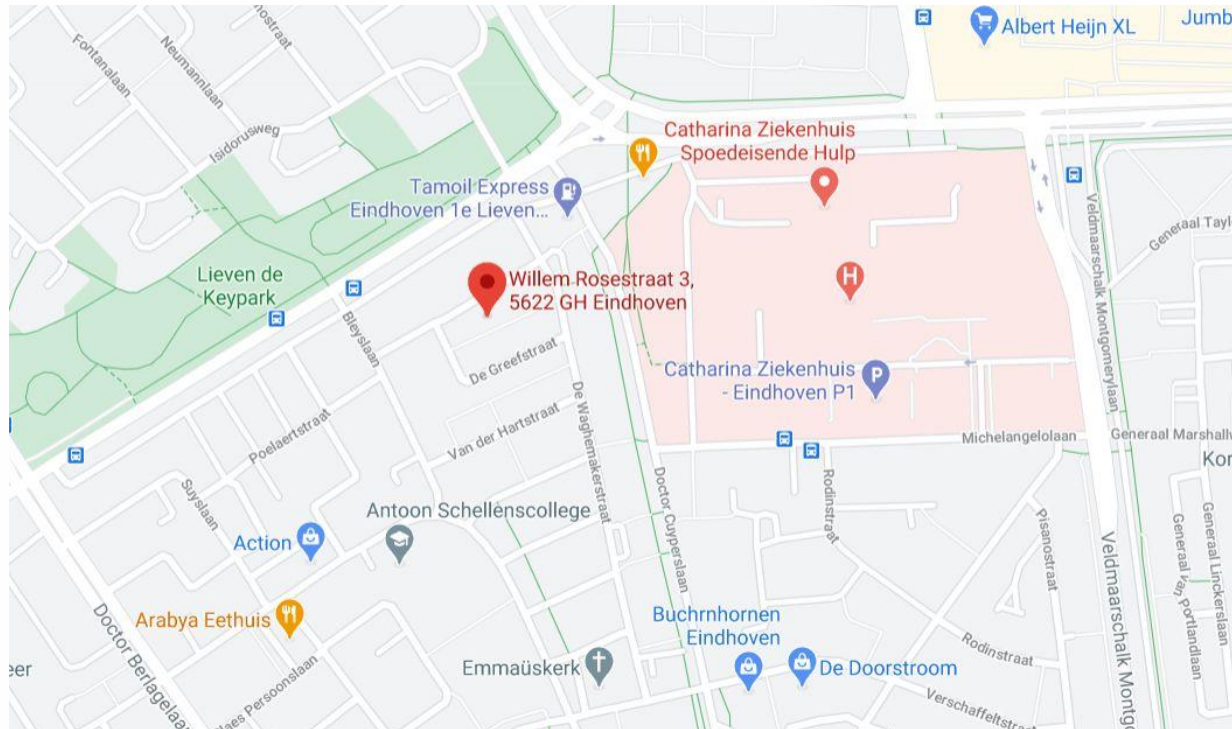 Albert Heijn XL
Jumb
Fontanalaan
Neumannlaan
nostraat
Isidorusweg
Catharina Ziekenhuis
Spoedeisende Hulp
Tamoil Express
Eindhoven 1e Lieven...
Lieven de
Keypark
Willem Rosestraat 3,
5622 GH Eindhoven
H
Veldmaarschalk Montgomerylaan
Generaal Taylo
Bleyslaan
De Greefstraat
De Waghemakerstraat
Catharina Ziekenhuis
- Eindhoven P1
P
Poelaertstraat
Van der Hartstraat
Michelangelolaan
Generaal Marshallw
Kor
Suyslaan
Antoon Schellenscollege
Doctor Cuyperslaan
Rodinstraat
Pisanostraat
Action
Generaal van Portlandlaan
Generaal Linckerslaan
Veldmaarschalk Montgo
Arabya Eethuis
Doctor Berlagelaan
Buchrnhornen
Eindhoven
Rodinstraat
eer
Emmaüskerk
De Doorstroom
laes Persoonslaan
Verschaffeltstraat